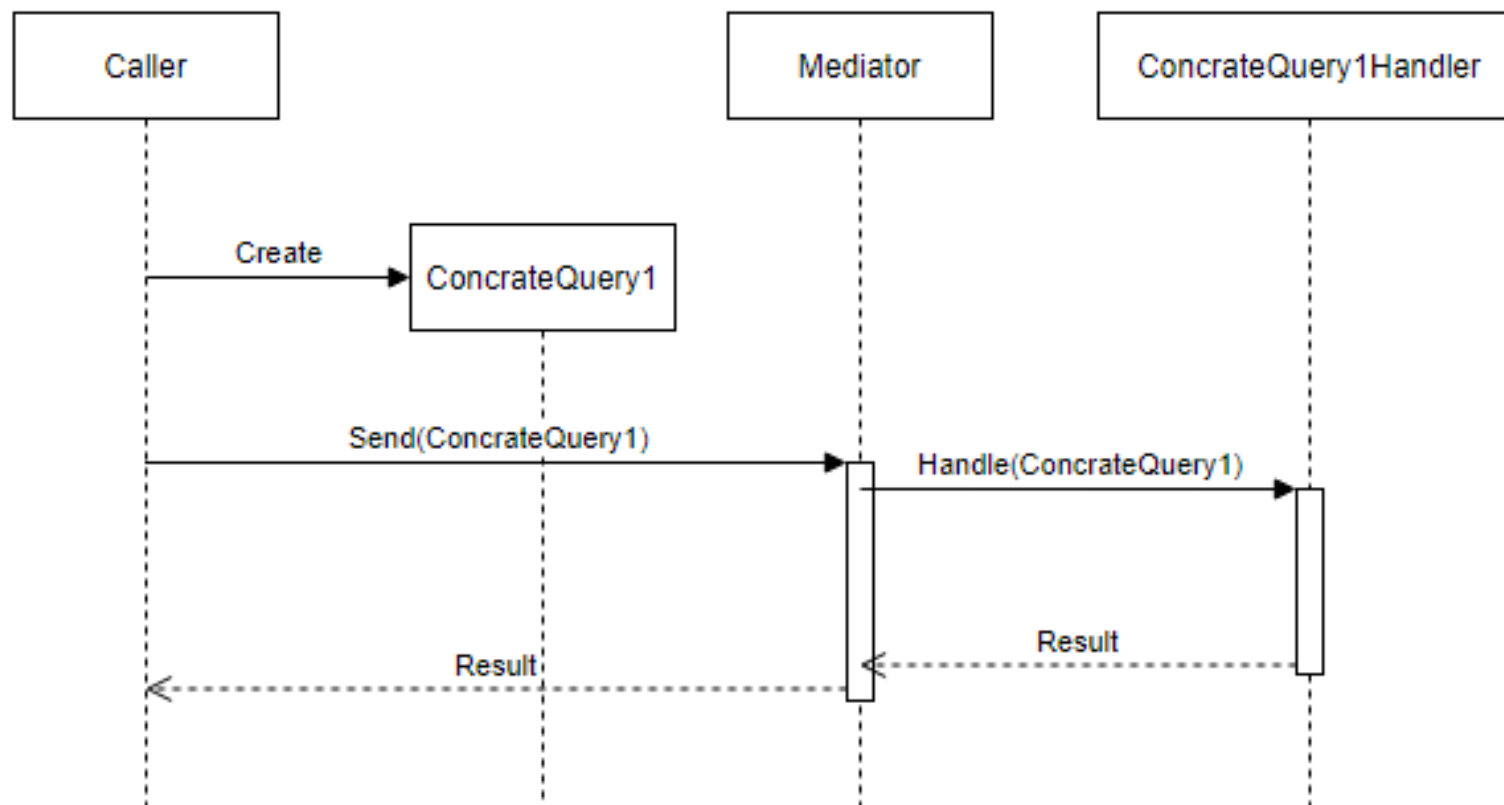 Caller
Mediator
ConcrateQuery1Handler
Create
ConcrateQuery1
Send(ConcrateQuery1)
Handle(ConcrateQuery1)
Result
Result